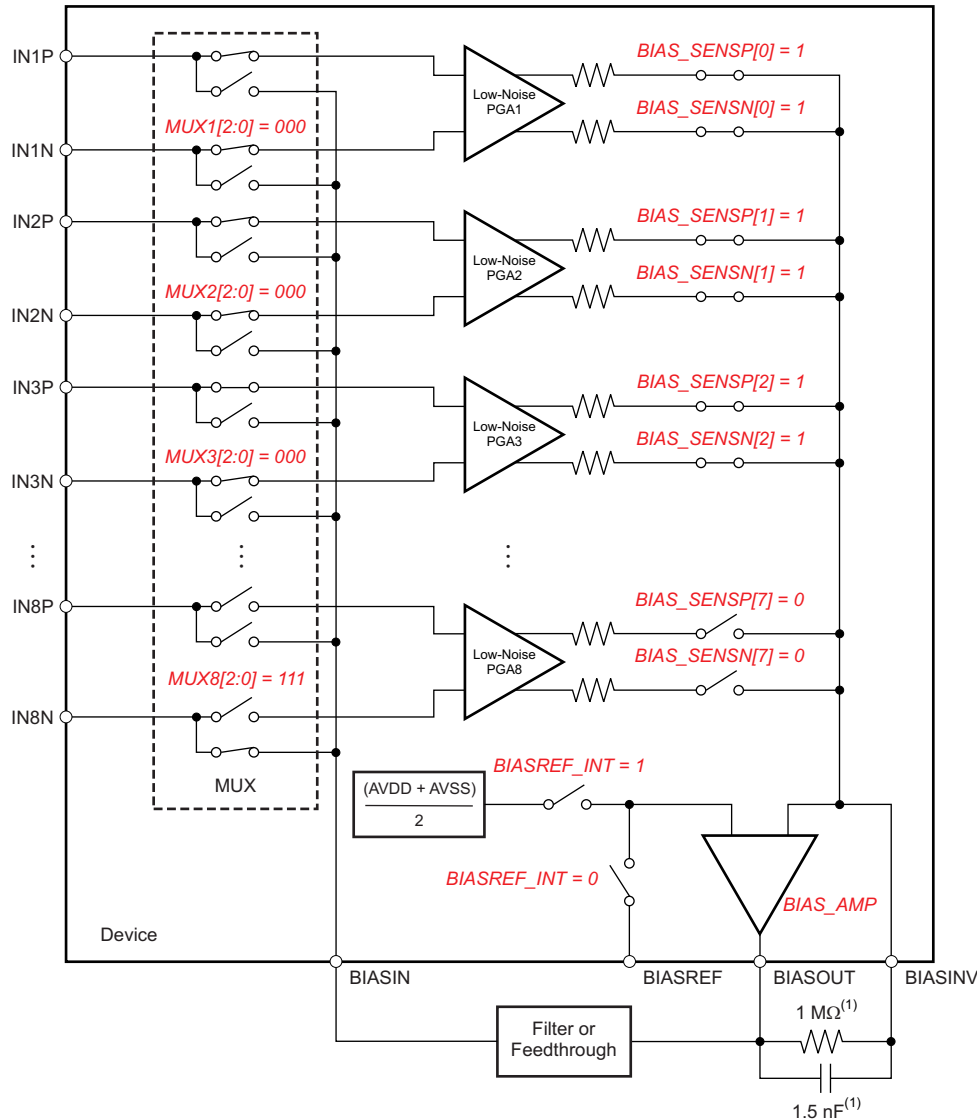 IN1P
BIAS_SENSP[0] = 1
Low-Noise
PGA1
BIAS_SENSN[0] = 1
MUX1[2:0] = 000
IN1N
IN2P
BIAS_SENSP[1] = 1
Low-Noise
PGA2
BIAS_SENSN[1] = 1
MUX2[2:0] = 000
IN2N
IN3P
BIAS_SENSP[2] = 1
Low-Noise
PGA3
BIAS_SENSN[2] = 1
MUX3[2:0] = 000
IN3N
IN8P
BIAS_SENSP[7] = 0
Low-Noise
PGA8
BIAS_SENSN[7] = 0
MUX8[2:0] = 111
IN8N
MUX
BIASREF_INT = 1
(AVDD + AVSS)
2
BIASREF_INT = 0
BIAS_AMP
Device
BIASIN
BIASREF
BIASOUT
BIASINV
Filter or
Feedthrough
1 MΩ(1)
1.5 nF(1)